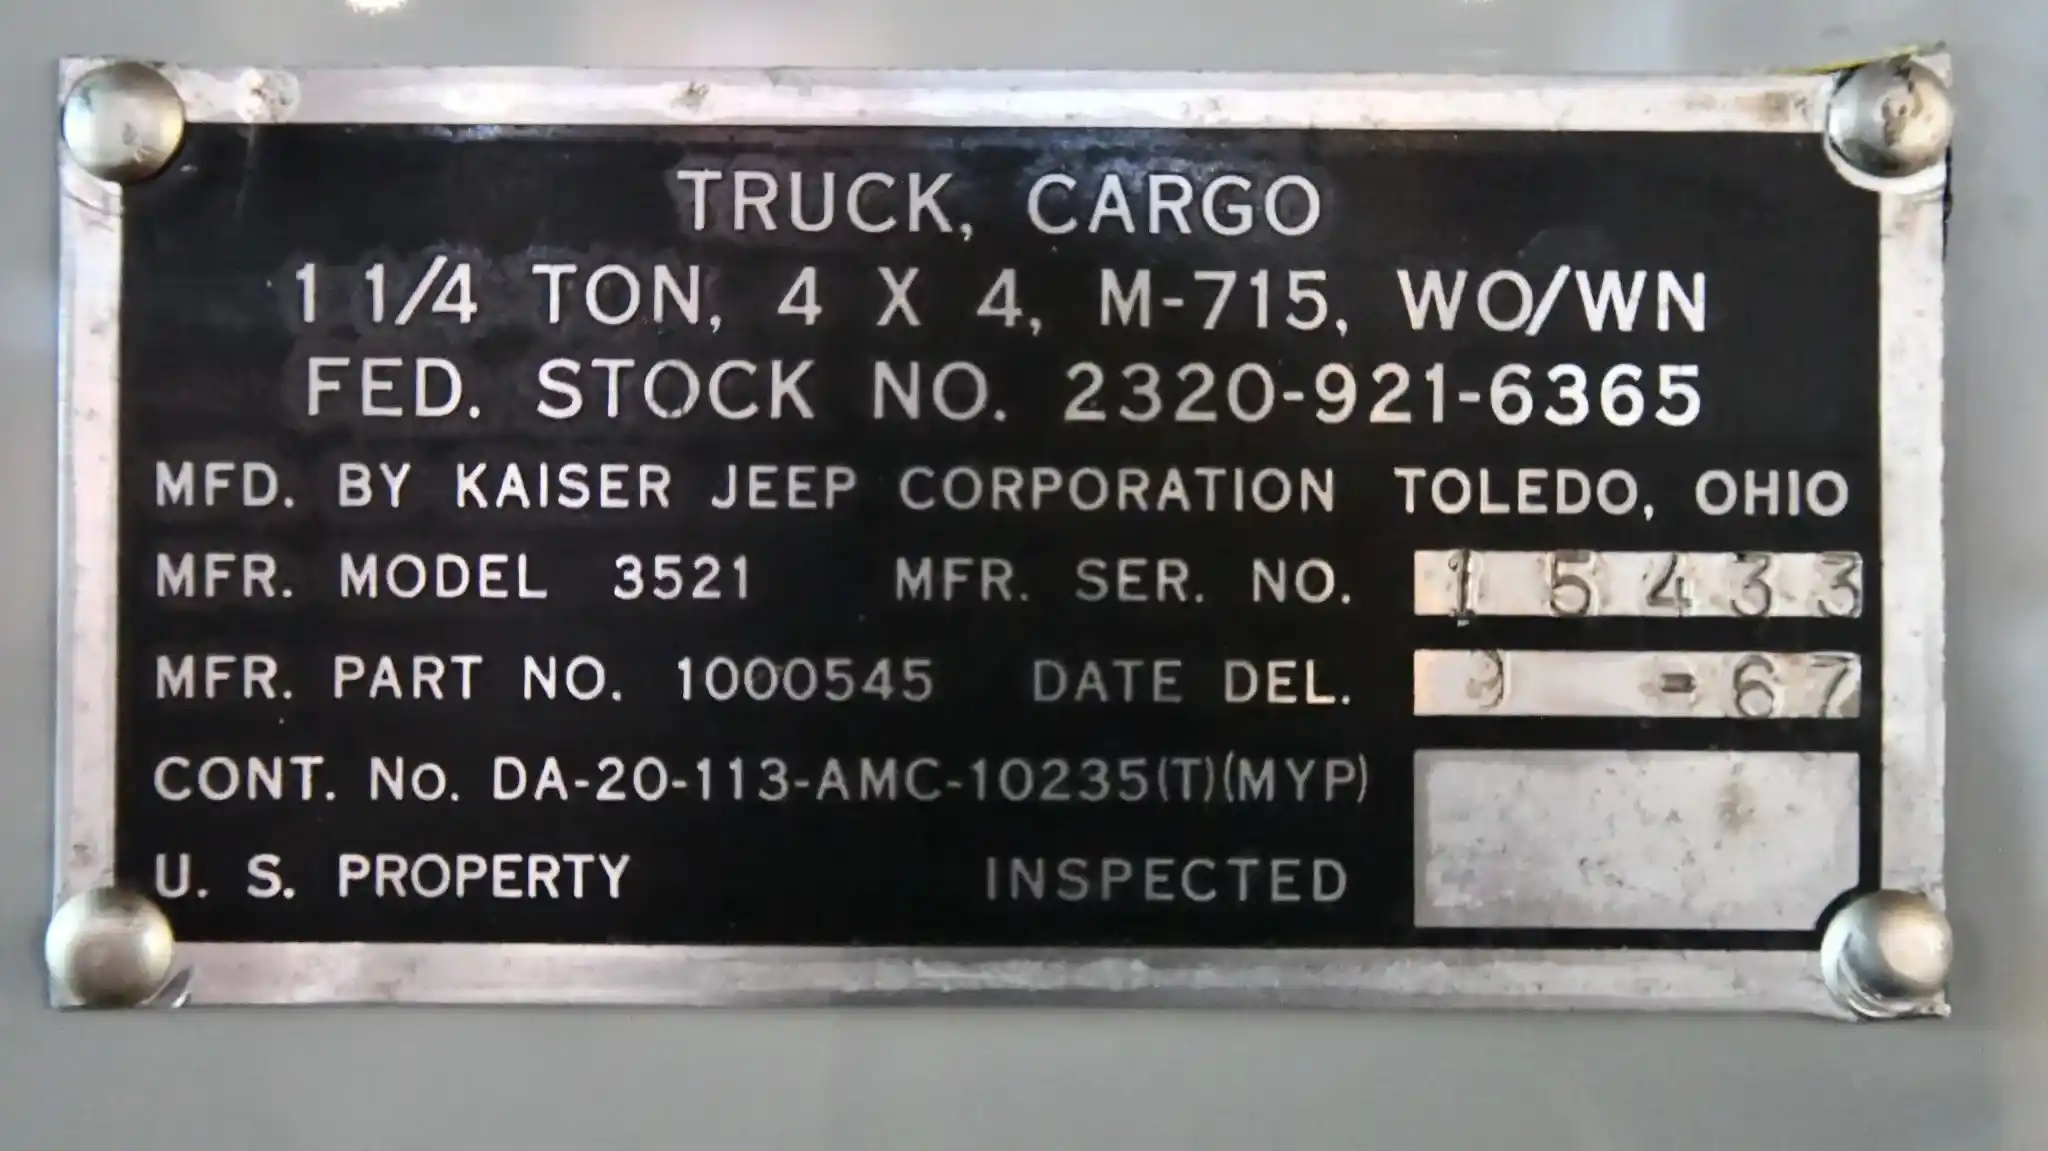 TRUCK, CARGO
1 1/4 TON, 4 X 4, M-715, WO/WN
FED. STOCK NO. 2320-921-6365
MFD. BY KAISER JEEP CORPORATION TOLEDO, OHIO
MFR. MODEL 3521 MFR. SER. NO. 15433
MFR. PART NO. 1000545 DATE DEL. -67
CONT. No. DA-20-113-AMC-10235(T)(MYP)
U. S. PROPERTY INSPECTED